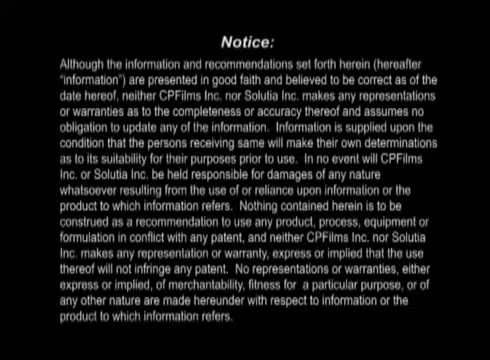 Notice:
Although the information and recommendations set forth herein (hereafter
"information") are presented in good faith and believed to be correct as of the
date hereof, neither CPFilms Inc. nor Solutia Inc. makes any representations
or warranties as to the completeness or accuracy thereof and assumes no
obligation to update any of the information. Information is supplied upon the
condition that the persons receiving same will make their own determinations
as to its suitability for their purposes prior to use. In no event will CPFilms
Inc. or Solutia Inc. be held responsible for damages of any nature
whatsoever resulting from the use of or reliance upon information or the
product to which information refers. Nothing contained herein is to be
construed as a recommendation to use any product, process, equipment or
formulation in conflict with any patent, and neither CPFilms Inc. nor Solutia
Inc. makes any representation or warranty, express or implied that the use
thereof will not infringe any patent. No representations or warranties, either
express or implied, of merchantability, fitness for a particular purpose, or of
any other nature are made hereunder with respect to information or the
product to which information refers.